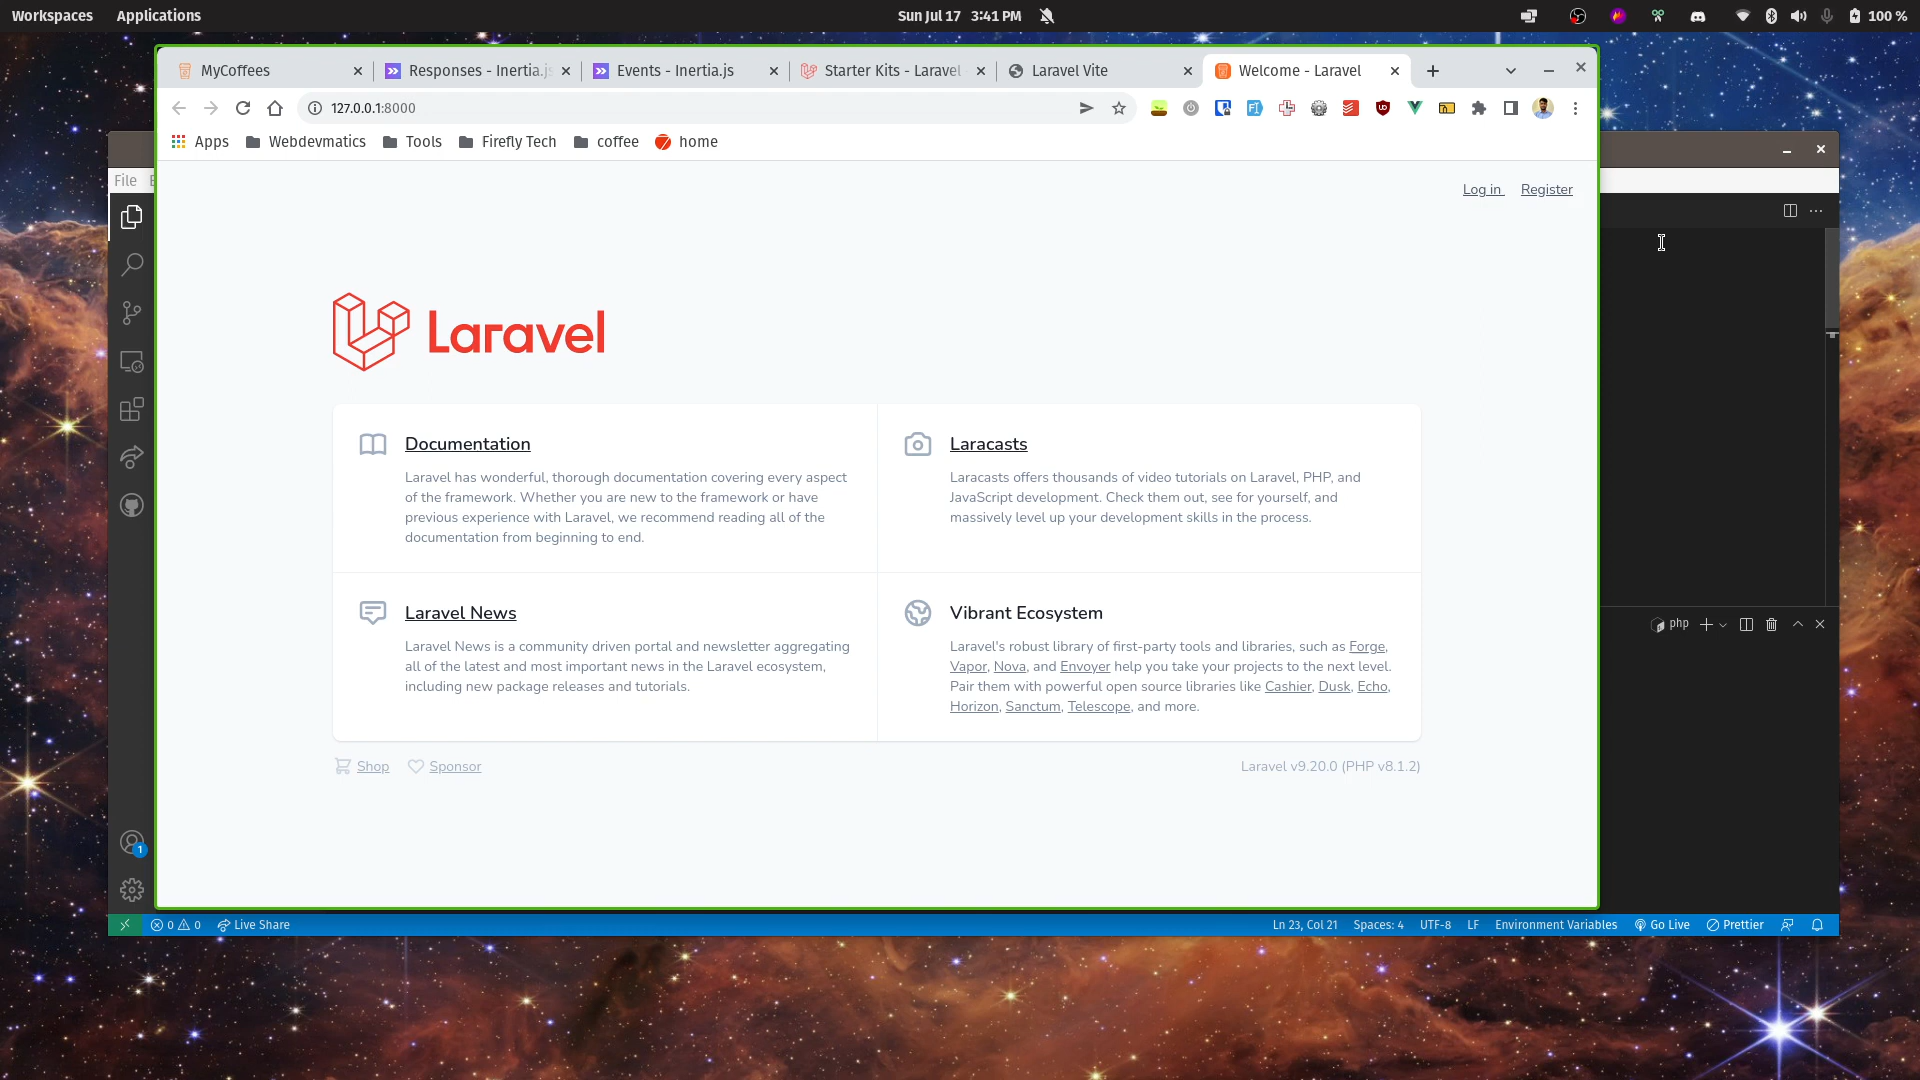 Workspaces Applications Sun Jul 17 3:41 PM 100 %
MyCoffees Responses - Inertia.js Events - Inertia.js Starter Kits - Laravel Laravel Vite Welcome - Laravel
127.0.0.1:8000
Apps Webdevmatics Tools Firefly Tech coffee home
File
Log in Register
Laravel
Documentation
Laravel has wonderful, thorough documentation covering every aspect
of the framework. Whether you are new to the framework or have
previous experience with Laravel, we recommend reading all of the
documentation from beginning to end.
Laracasts
Laracasts offers thousands of video tutorials on Laravel, PHP, and
JavaScript development. Check them out, see for yourself, and
massively level up your development skills in the process.
Laravel News
Laravel News is a community driven portal and newsletter aggregating
all of the latest and most important news in the Laravel ecosystem,
including new package releases and tutorials.
Vibrant Ecosystem
Laravel's robust library of first-party tools and libraries, such as Forge,
Vapor, Nova, and Envoyer help you take your projects to the next level.
Pair them with powerful open source libraries like Cashier, Dusk, Echo,
Horizon, Sanctum, Telescope, and more.
Shop Sponsor Laravel v9.20.0 (PHP v8.1.2)
php
1
0 0 Live Share Ln 23, Col 21 Spaces: 4 UTF-8 LF Environment Variables Go Live Prettier